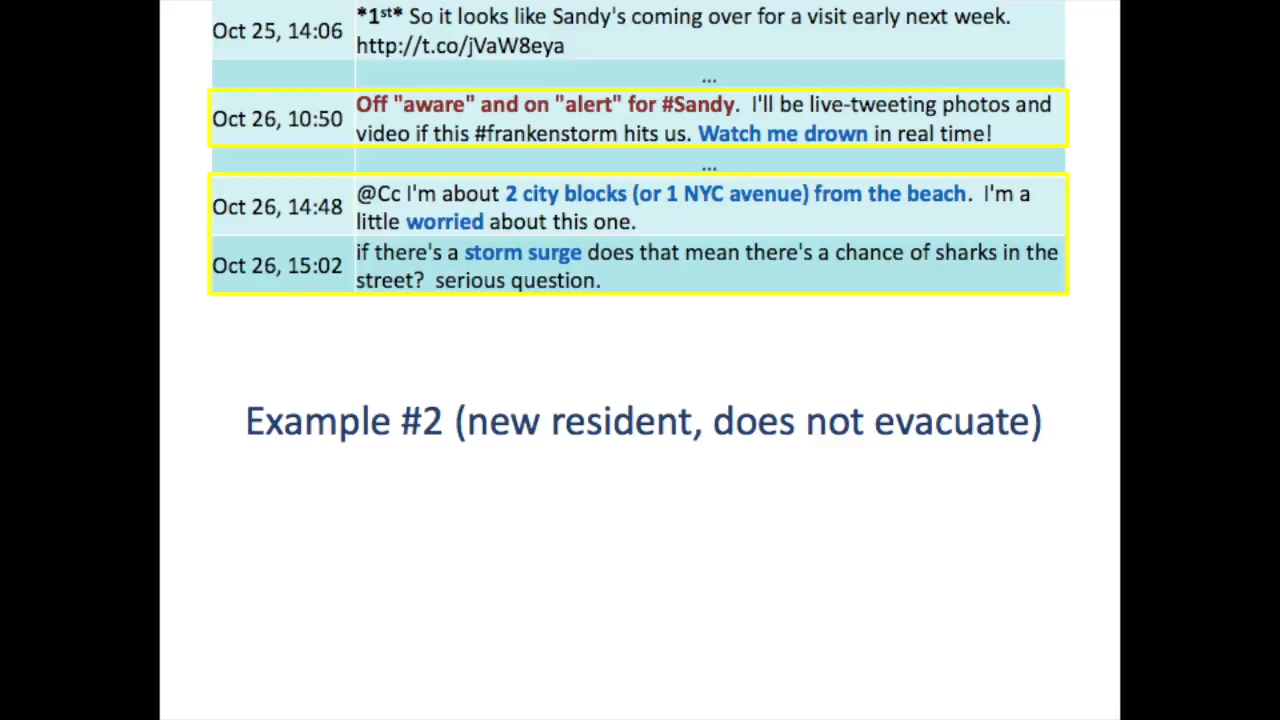 Oct 25, 14:06
*1st* So it looks like Sandy's coming over for a visit early next week.
http://t.co/jVaW8eya
...
Oct 26, 10:50
Off "aware" and on "alert" for #Sandy.  I'll be live-tweeting photos and
video if this #frankenstorm hits us. Watch me drown in real time!
...
Oct 26, 14:48
@Cc I'm about 2 city blocks (or 1 NYC avenue) from the beach.  I'm a
little worried about this one.
Oct 26, 15:02
if there's a storm surge does that mean there's a chance of sharks in the
street?  serious question.
Example #2 (new resident, does not evacuate)